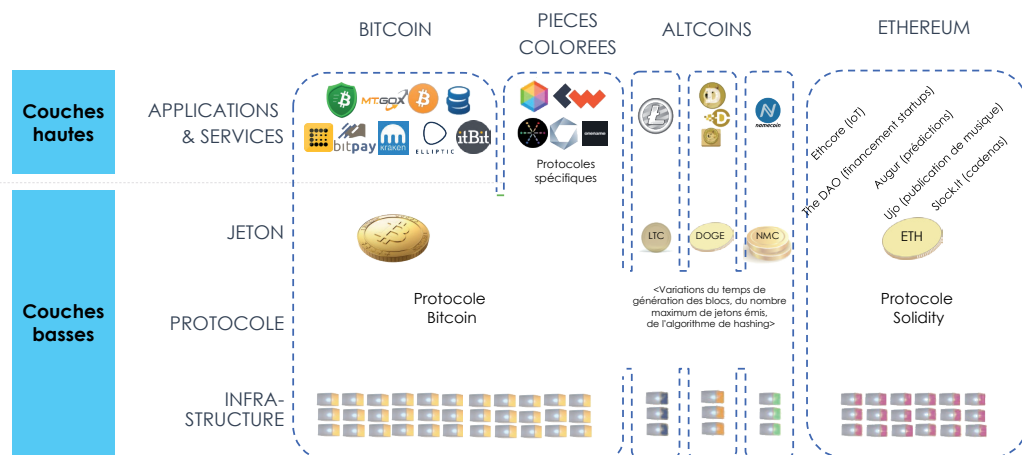 BITCOIN
PIECES
COLOREES
ALTCOINS
ETHEREUM
Couches
hautes
APPLICATIONS
& SERVICES
MT.GOX
bitpay
kraken
ELLIPTIC
itBit
onename
Protocoles
spécifiques
namecoin
Ethcore (IoT)
The DAO (financement startups)
Augur (prédictions)
Ujo (publication de musique)
Slock.It (cadenas)
Couches
basses
JETON
LTC
DOGE
NMC
ETH
PROTOCOLE
Protocole
Bitcoin
<Variations du temps de
génération des blocs, du nombre
maximum de jetons émis,
de l'algorithme de hashing>
Protocole
Solidity
INFRA-
STRUCTURE